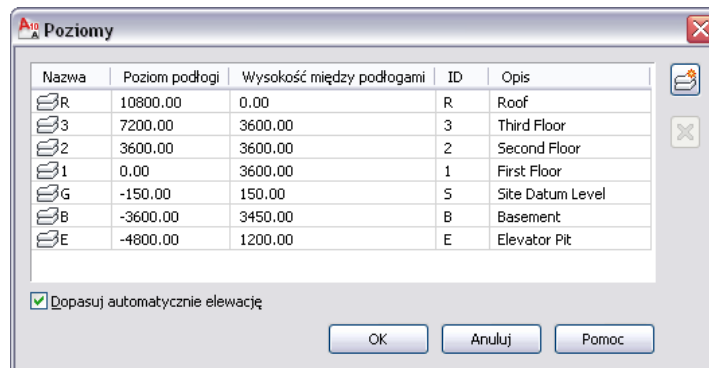 Poziomy
Nazwa Poziom podłogi Wysokość między podłogami ID Opis
R 10800.00 0.00 R Roof
3 7200.00 3600.00 3 Third Floor
2 3600.00 3600.00 2 Second Floor
1 0.00 3600.00 1 First Floor
G -150.00 150.00 S Site Datum Level
B -3600.00 3450.00 B Basement
E -4800.00 1200.00 E Elevator Pit
Dopasuj automatycznie elewację
OK Anuluj Pomoc